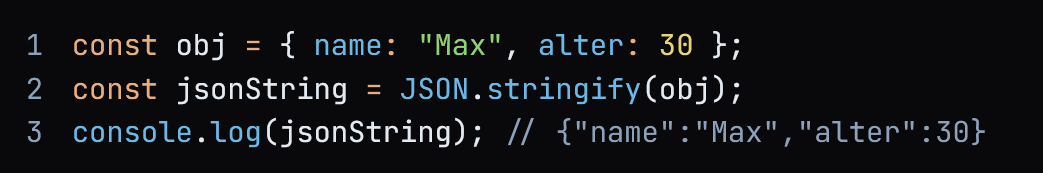 1 const obj = { name: "Max", alter: 30 };
2 const jsonString = JSON.stringify(obj);
3 console.log(jsonString); // {"name":"Max","alter":30}